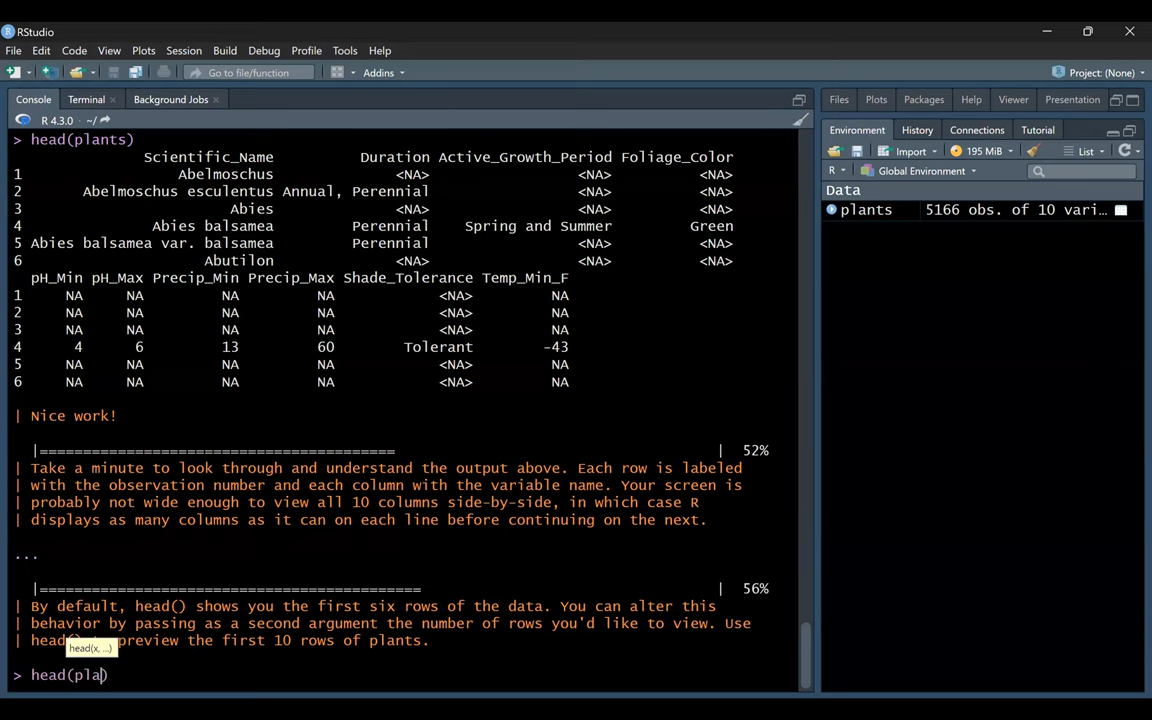 RStudio
File Edit Code View Plots Session Build Debug Profile Tools Help
Go to file/function Addins Project: (None)
Console Terminal Background Jobs
R 4.3.0 · ~/
> head(plants)
Scientific_Name Duration Active_Growth_Period Foliage_Color
1 Abelmoschus <NA> <NA> <NA>
2 Abelmoschus esculentus Annual, Perennial <NA> <NA>
3 Abies <NA> <NA> <NA>
4 Abies balsamea Perennial Spring and Summer Green
5 Abies balsamea var. balsamea Perennial <NA> <NA>
6 Abutilon <NA> <NA> <NA>
pH_Min pH_Max Precip_Min Precip_Max Shade_Tolerance Temp_Min_F
1 NA NA NA NA <NA> NA
2 NA NA NA NA <NA> NA
3 NA NA NA NA <NA> NA
4 4 6 13 60 Tolerant -43
5 NA NA NA NA <NA> NA
6 NA NA NA NA <NA> NA
| Nice work!
|========================================= | 52%
| Take a minute to look through and understand the output above. Each row is labeled
| with the observation number and each column with the variable name. Your screen is
| probably not wide enough to view all 10 columns side-by-side, in which case R
| displays as many columns as it can on each line before continuing on the next.
...
|============================================ | 56%
| By default, head() shows you the first six rows of the data. You can alter this
| behavior by passing as a second argument the number of rows you'd like to view. Use
| head() preview the first 10 rows of plants.
head(x, ...)
> head(pla)
Files Plots Packages Help Viewer Presentation
Environment History Connections Tutorial
Import 195 MiB List
R Global Environment
Data
plants 5166 obs. of 10 vari…